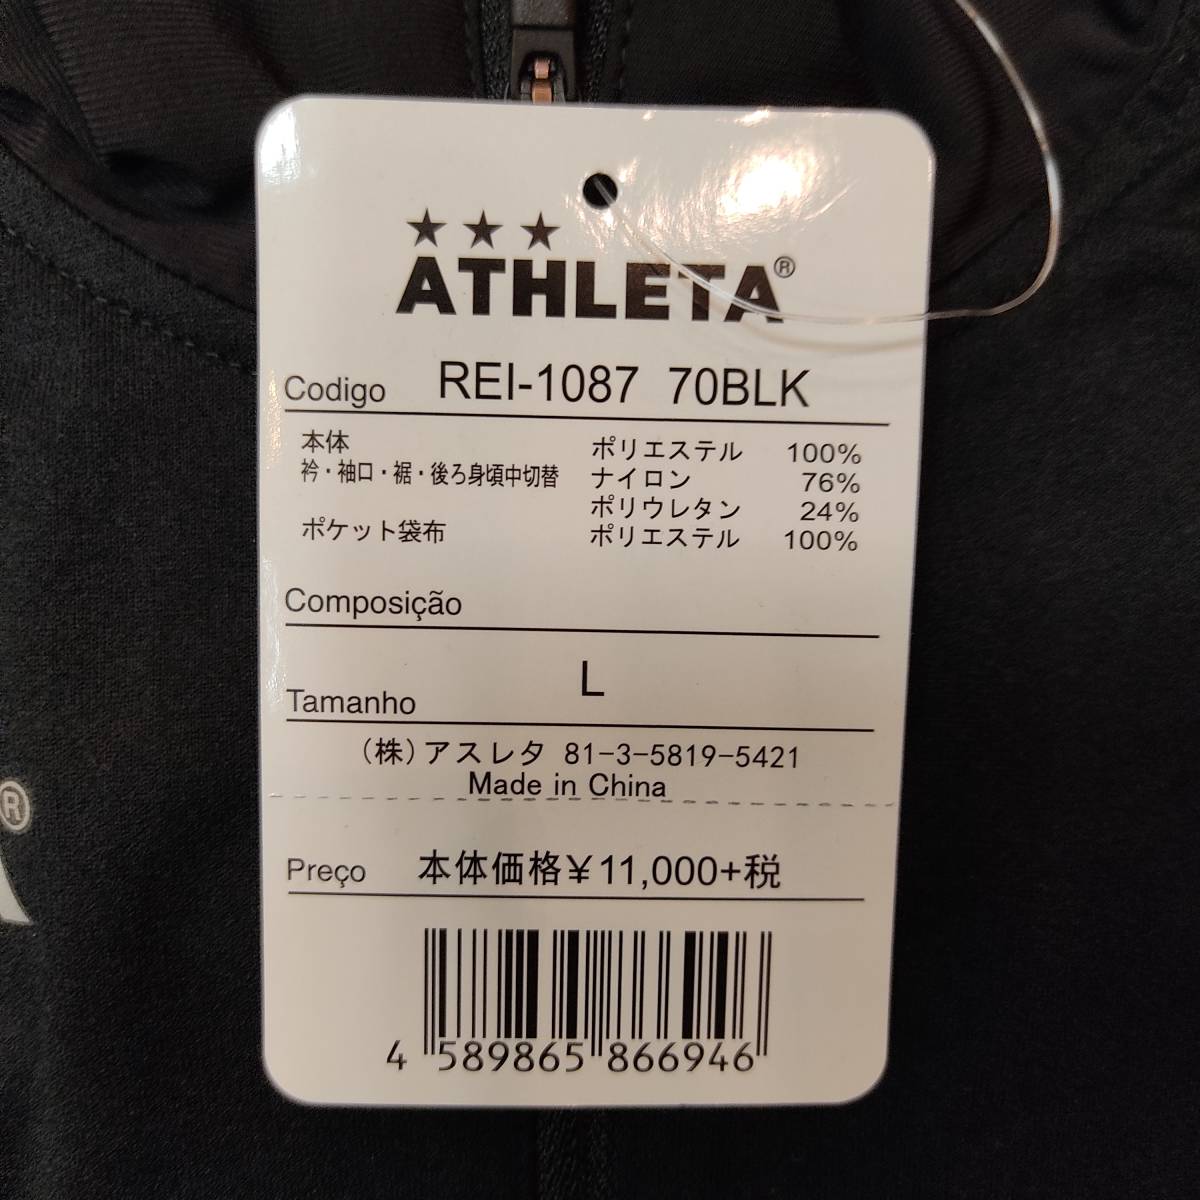 ★★★
ATHLETA®
Codigo REI-1087 70BLK
本体 ポリエステル 100%
衿・袖口・裾・後ろ身頃中切替 ナイロン 76%
ポリウレタン 24%
ポケット袋布 ポリエステル 100%
Composição
Tamanho L
(株)アスレタ 81-3-5819-5421
Made in China
Preço 本体価格¥11,000+税
4 589865 866946
®